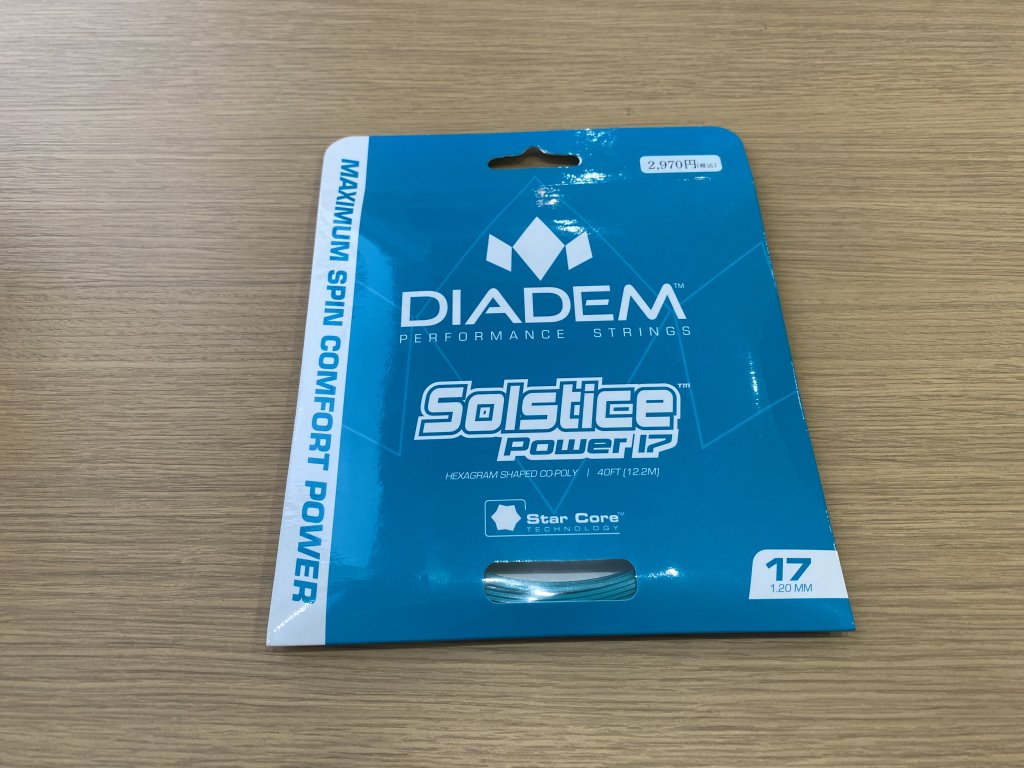 2,970円(税込)
MAXIMUM SPIN COMFORT POWER
DIADEM™
PERFORMANCE STRINGS
Solstice™
Power 17
HEXAGRAM SHAPED CO-POLY | 40FT (12.2M)
Star Core™
TECHNOLOGY
17
1.20 MM